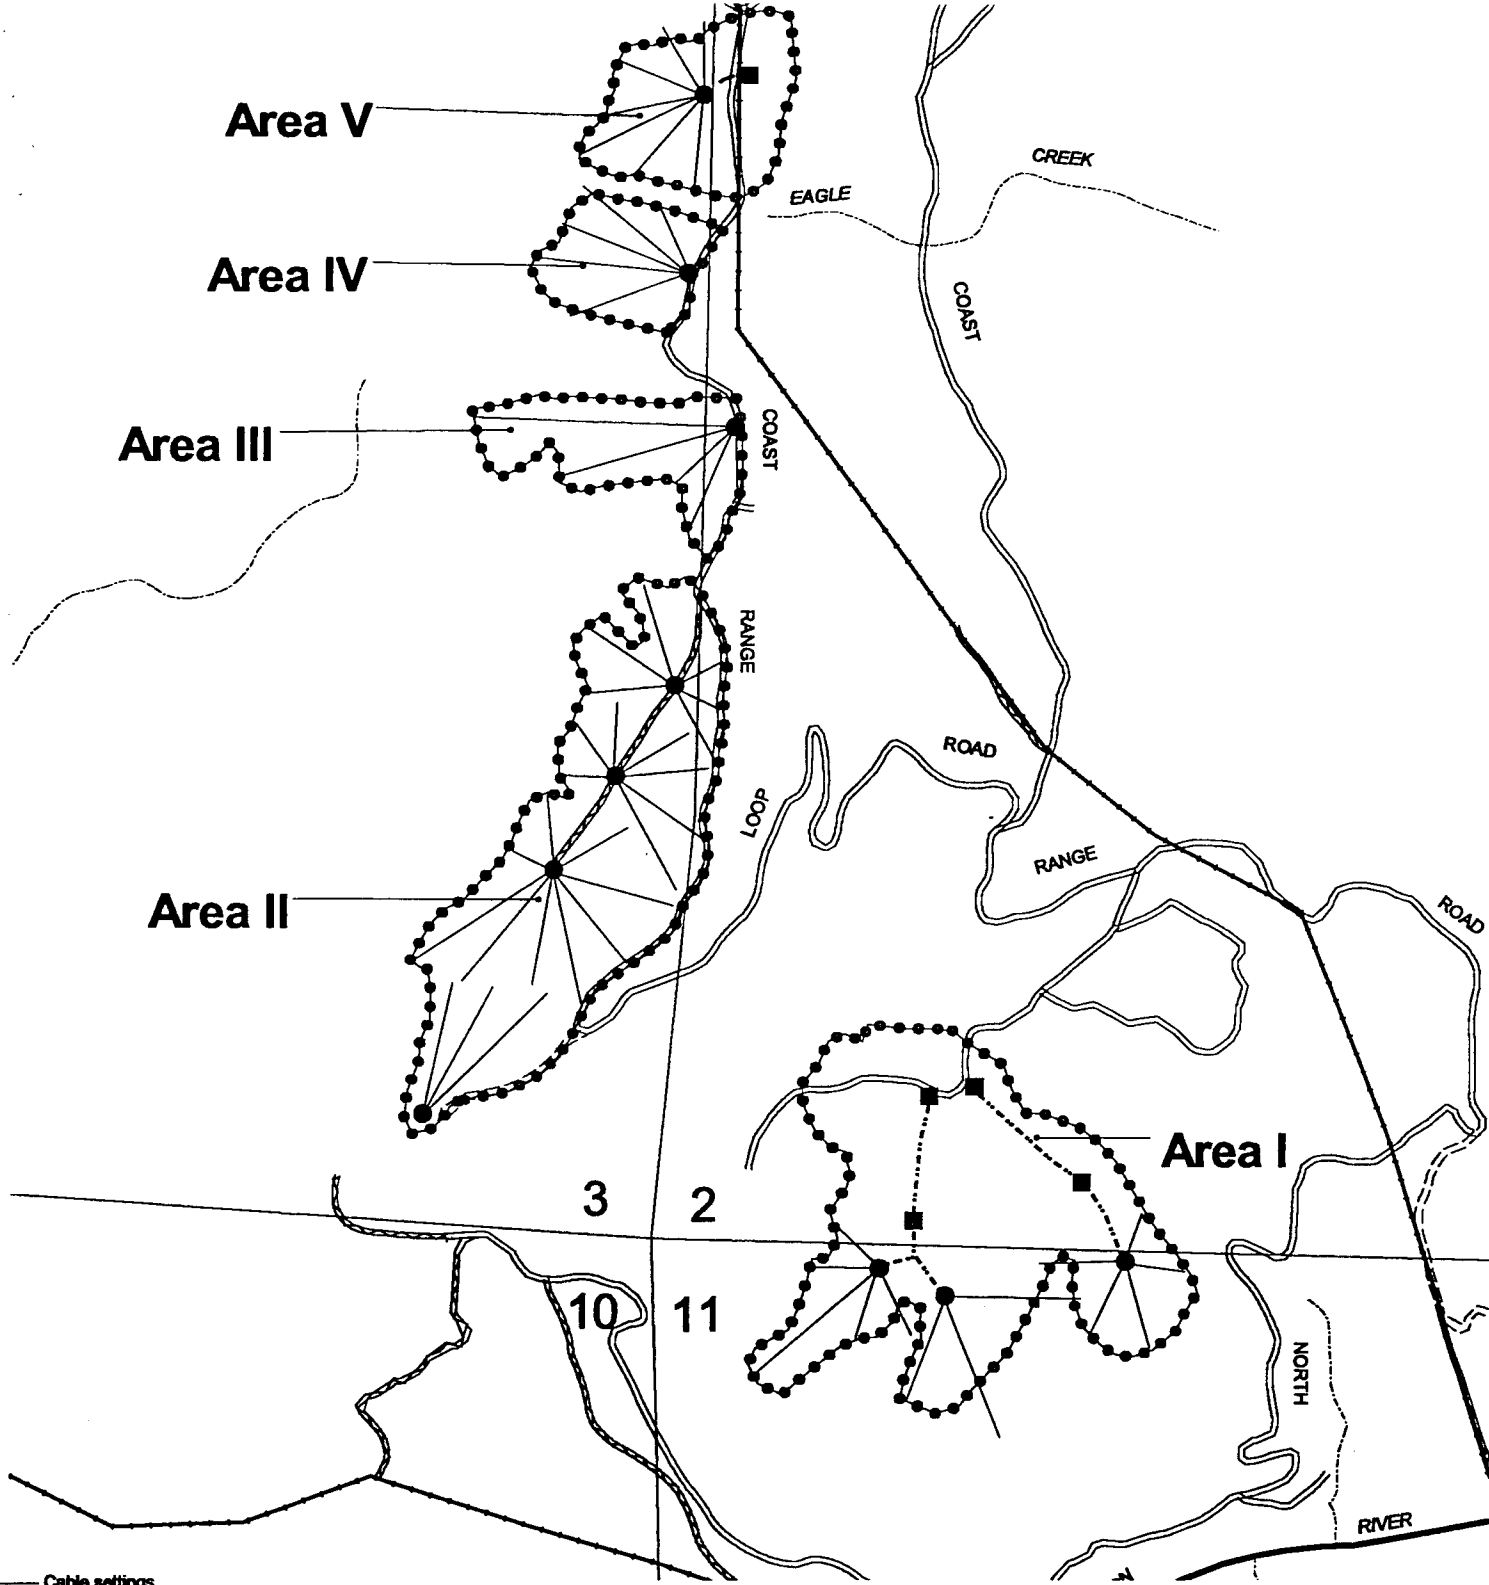 Area V
CREEK
EAGLE
Area IV
COAST
Area III
COAST
RANGE
ROAD
LOOP
RANGE
ROAD
Area II
Area I
3 2
10 11
NORTH
RIVER
Cable settings